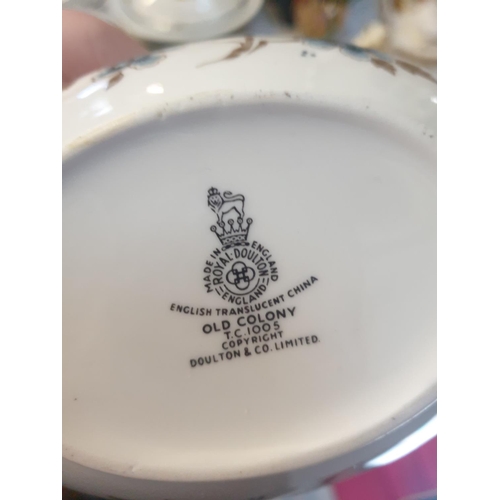 MADE IN ENGLAND
ROYAL DOULTON
ENGLAND
ENGLISH TRANSLUCENT CHINA
OLD COLONY
T.C.1005
COPYRIGHT
DOULTON & CO. LIMITED.